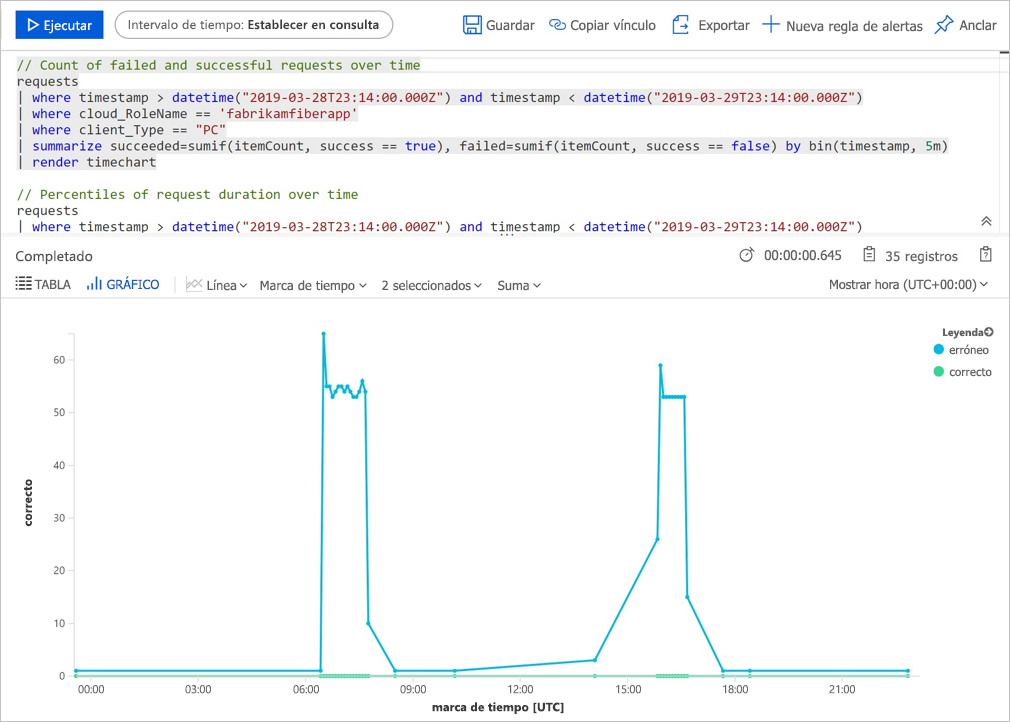 Ejecutar
Intervalo de tiempo: Establecer en consulta
Guardar
Copiar vínculo
Exportar
Nueva regla de alertas
Anclar
// Count of failed and successful requests over time
requests
| where timestamp > datetime("2019-03-28T23:14:00.000Z") and timestamp < datetime("2019-03-29T23:14:00.000Z")
| where cloud_RoleName == 'fabrikamfiberapp'
| where client_Type == "PC"
| summarize succeeded=sumif(itemCount, success == true), failed=sumif(itemCount, success == false) by bin(timestamp, 5m)
| render timechart
// Percentiles of request duration over time
requests
| where timestamp > datetime("2019-03-28T23:14:00.000Z") and timestamp < datetime("2019-03-29T23:14:00.000Z")
Completado
00:00:00.645
35 registros
TABLA
GRÁFICO
Línea
Marca de tiempo
2 seleccionados
Suma
Mostrar hora (UTC+00:00)
Leyenda
erróneo
correcto
correcto
60
50
40
30
20
10
0
00:00
03:00
06:00
09:00
12:00
15:00
18:00
21:00
marca de tiempo [UTC]